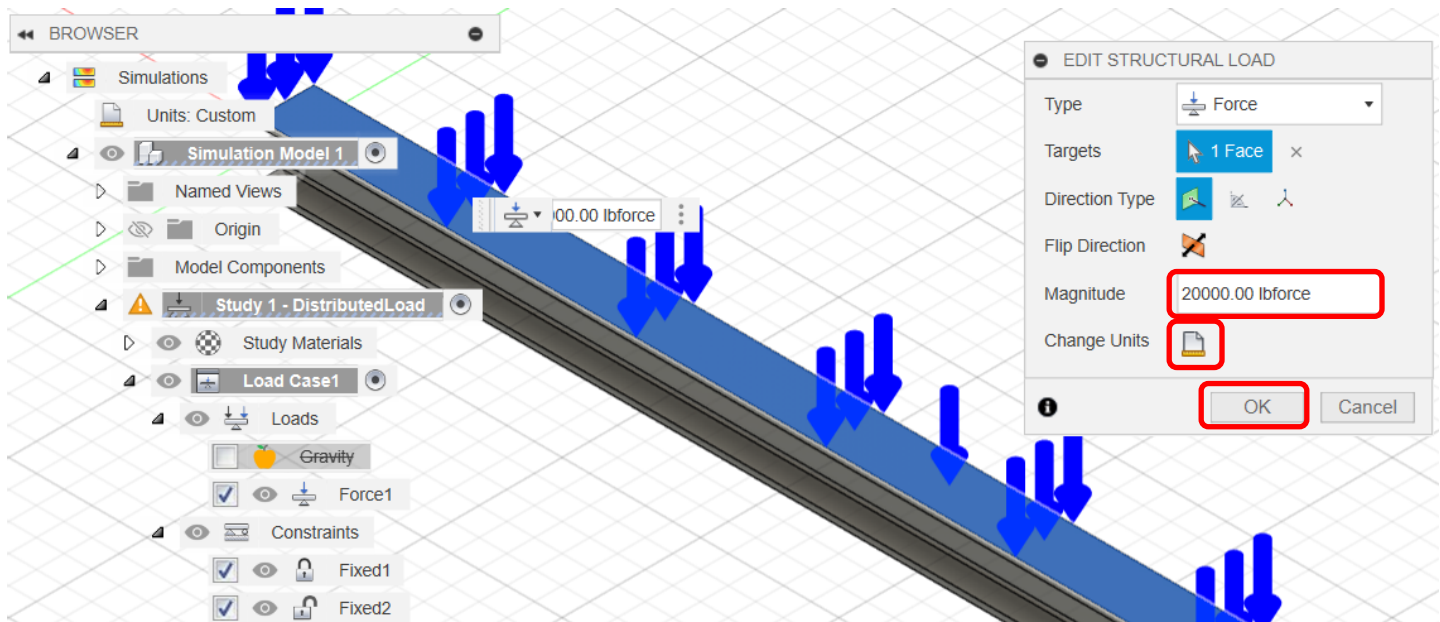 BROWSER
Simulations
Units: Custom
Simulation Model 1
Named Views
Origin
Model Components
Study 1 - DistributedLoad
Study Materials
Load Case1
Loads
Gravity
Force1
Constraints
Fixed1
Fixed2
00.00 lbforce
EDIT STRUCTURAL LOAD
Type Force
Targets 1 Face
Direction Type
Flip Direction
Magnitude 20000.00 lbforce
Change Units
OK Cancel